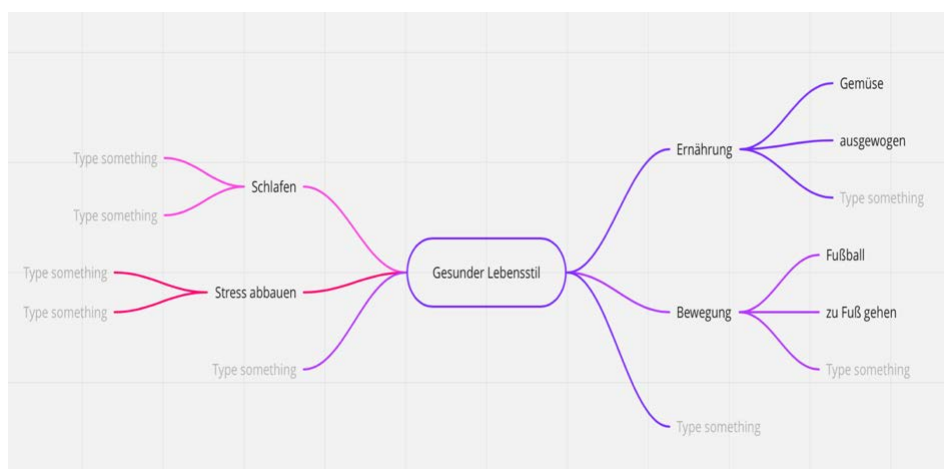 Gemüse
Ernährung
ausgewogen
Type something
Type something
Schlafen
Type something
Fußball
Type something
Gesunder Lebensstil
Stress abbauen
Type something
Bewegung
zu Fuß gehen
Type something
Type something
Type something